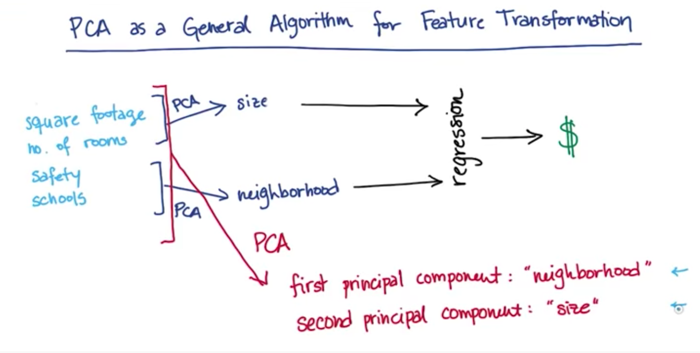 PCA as a General Algorithm for Feature Transformation
square footage
no. of rooms
safety
schools
PCA
size
PCA
neighborhood
regression
$
PCA
first principal component: "neighborhood"
second principal component: "size"